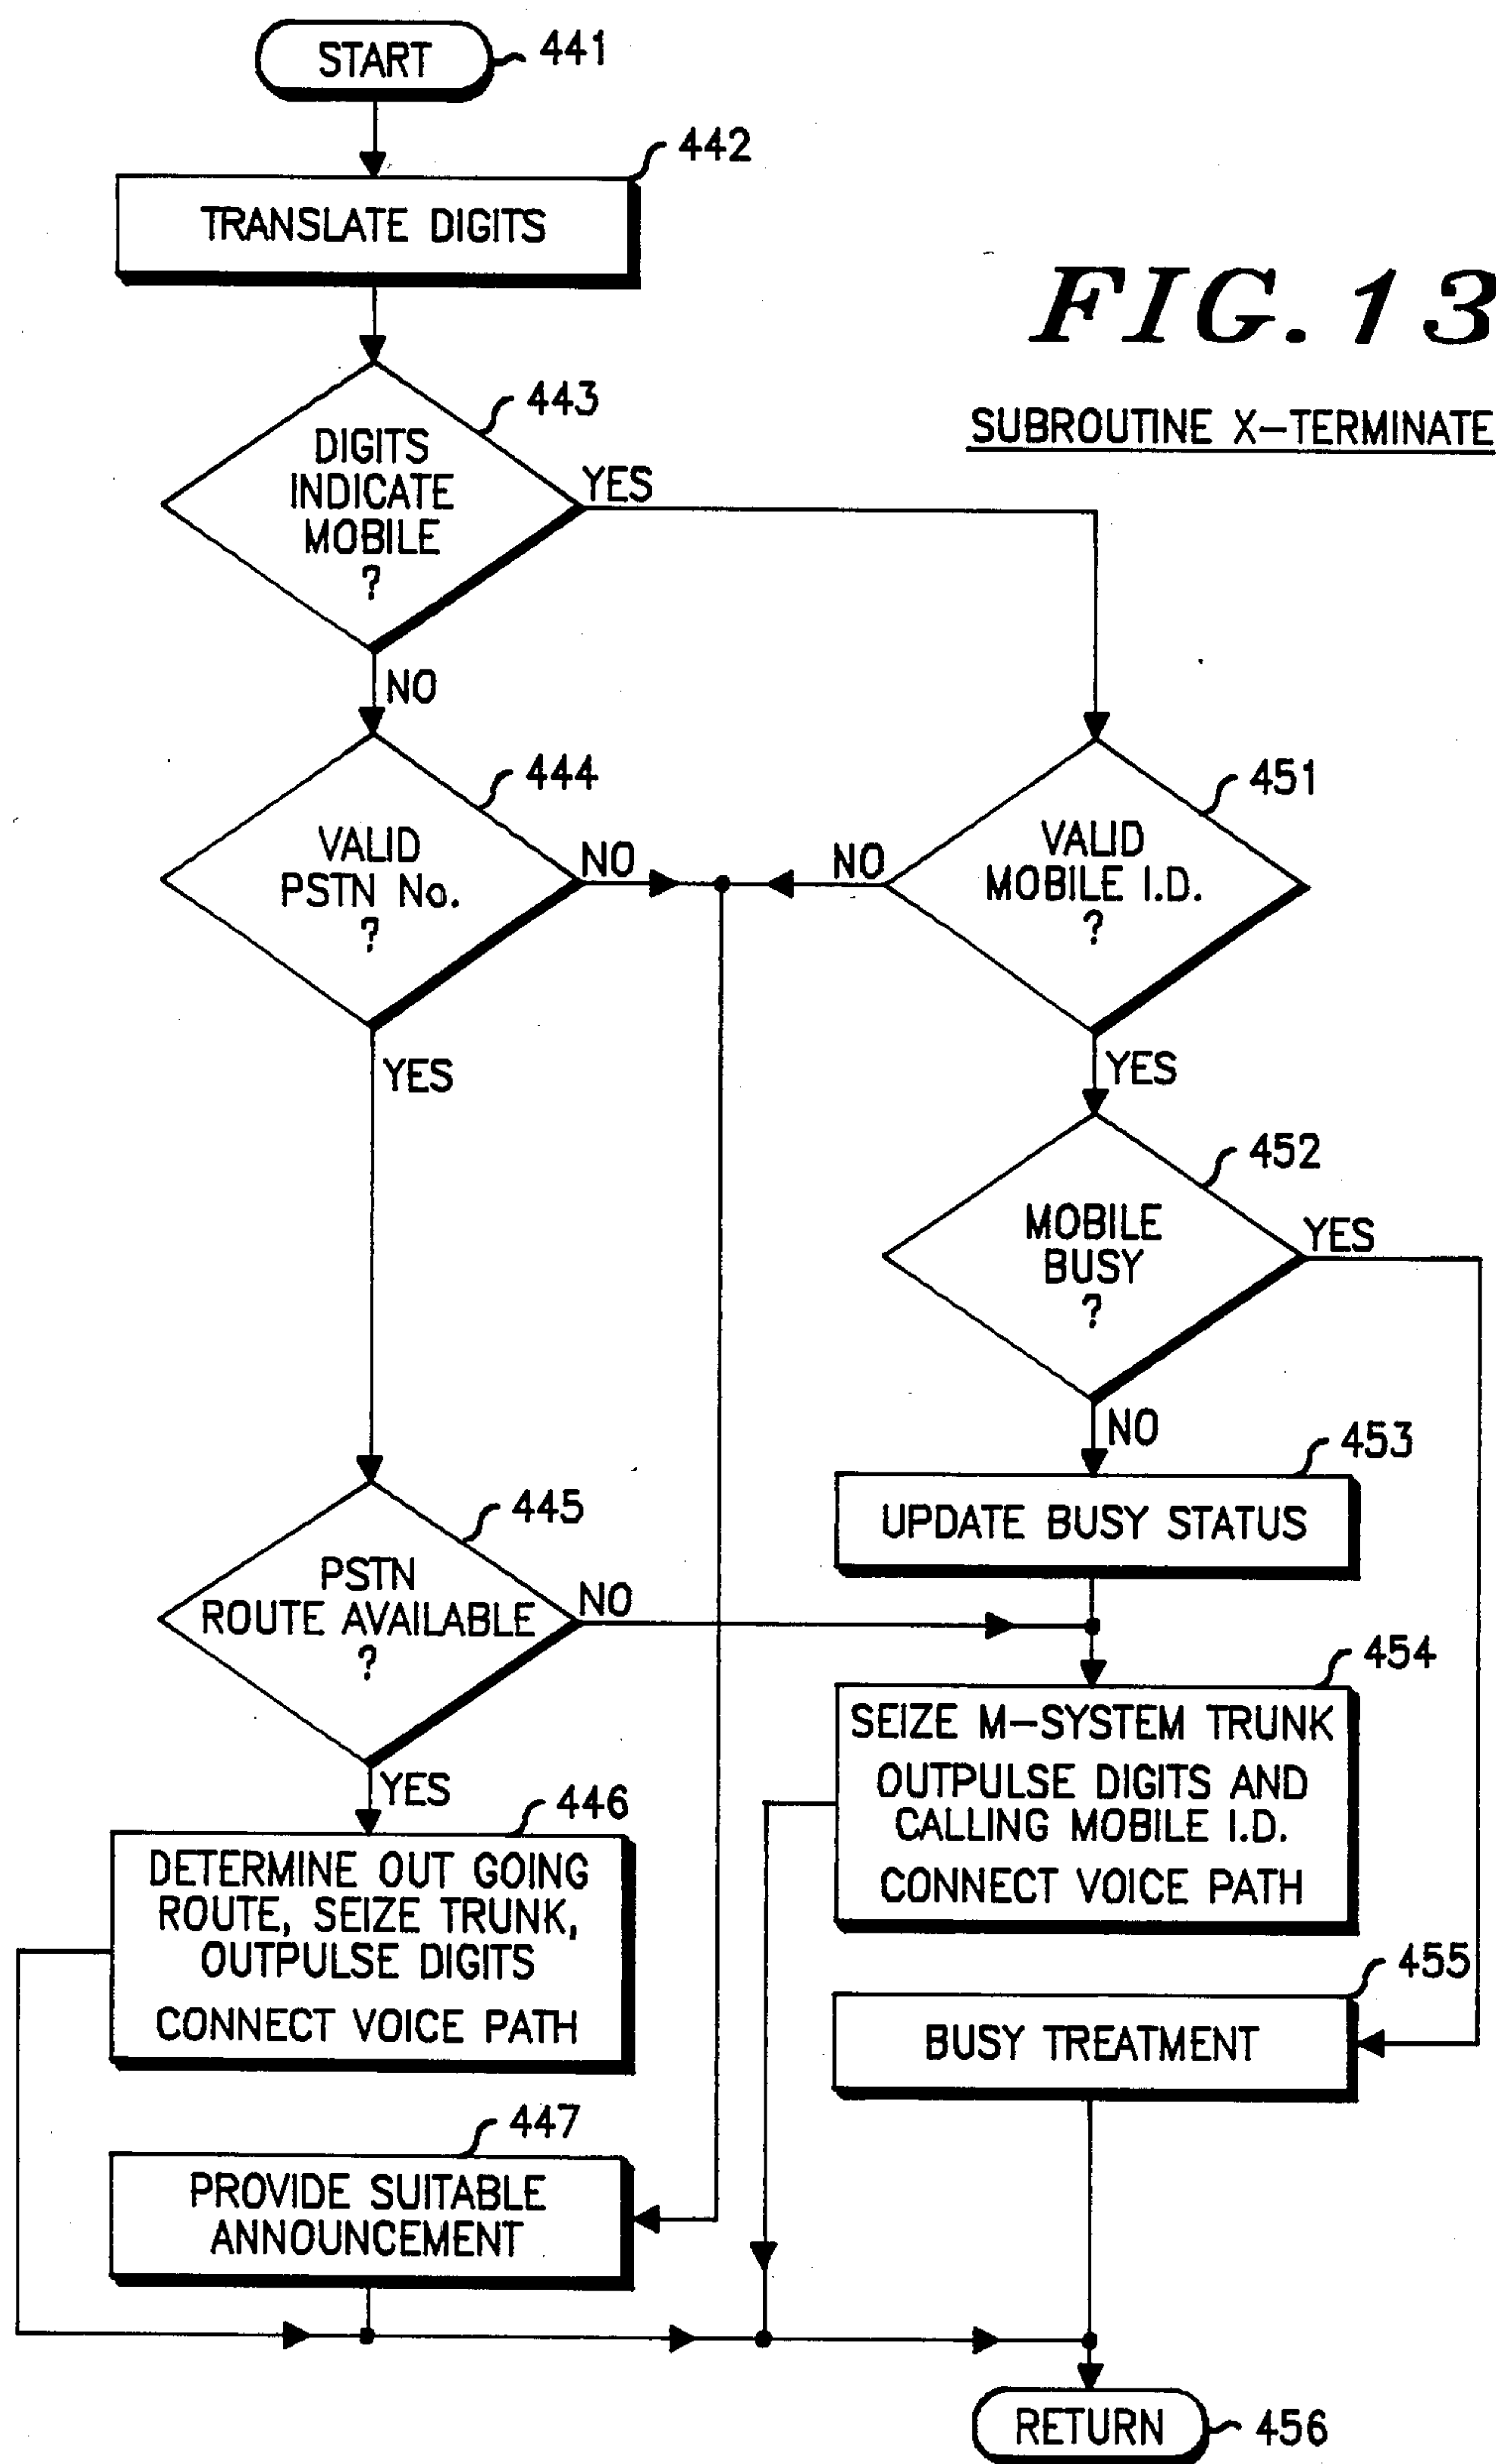 START
441
442
TRANSLATE DIGITS
FIG. 13
SUBROUTINE X-TERMINATE
443
DIGITS
INDICATE
MOBILE
?
YES
NO
444
VALID
PSTN No.
?
NO
YES
451
VALID
MOBILE I.D.
?
NO
YES
452
MOBILE
BUSY
?
YES
NO
453
UPDATE BUSY STATUS
445
PSTN
ROUTE AVAILABLE
?
NO
YES
454
SEIZE M-SYSTEM TRUNK
OUTPULSE DIGITS AND
CALLING MOBILE I.D.
CONNECT VOICE PATH
446
DETERMINE OUT GOING
ROUTE, SEIZE TRUNK,
OUTPULSE DIGITS
CONNECT VOICE PATH
455
BUSY TREATMENT
447
PROVIDE SUITABLE
ANNOUNCEMENT
RETURN
456